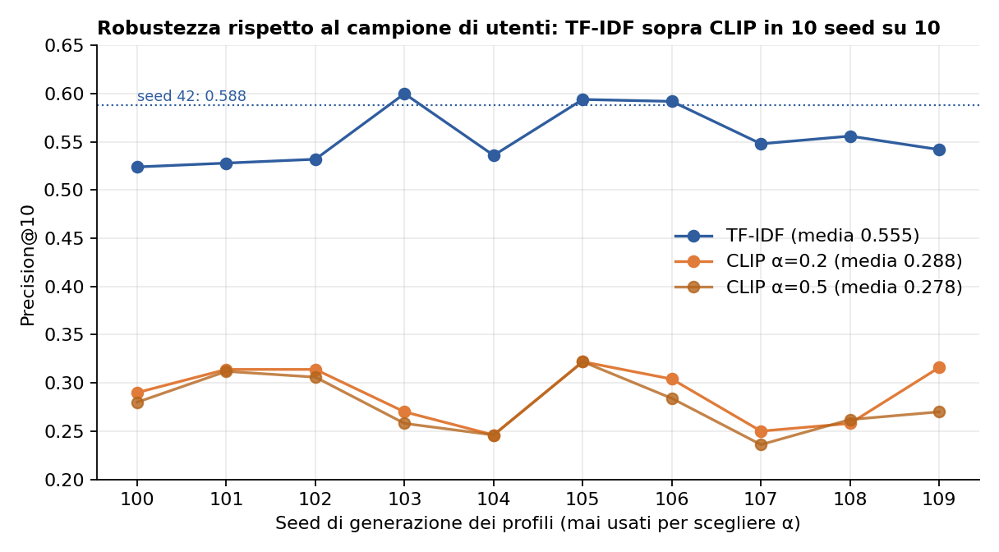 Robustezza rispetto al campione di utenti: TF-IDF sopra CLIP in 10 seed su 10
0.65
0.60
0.55
0.50
0.45
0.40
0.35
0.30
0.25
0.20
Precision@10
seed 42: 0.588
TF-IDF (media 0.555)
CLIP α=0.2 (media 0.288)
CLIP α=0.5 (media 0.278)
100 101 102 103 104 105 106 107 108 109
Seed di generazione dei profili (mai usati per scegliere α)